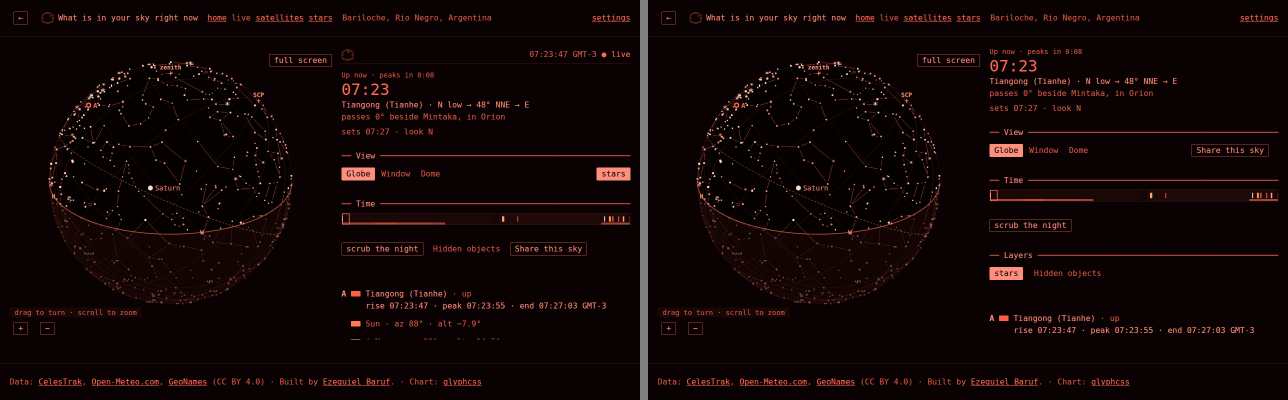 ← What is in your sky right now home live satellites stars Bariloche, Rio Negro, Argentina settings
full screen
zenith
SCP
A
Saturn
N
W
drag to turn · scroll to zoom
+ −
07:23:47 GMT-3 ● live
Up now · peaks in 0:08
07:23
Tiangong (Tianhe) · N low → 48° NNE → E
passes 0° beside Mintaka, in Orion
sets 07:27 · look N
View
Globe Window Dome stars
Time
scrub the night Hidden objects Share this sky
A Tiangong (Tianhe) · up
rise 07:23:47 · peak 07:23:55 · end 07:27:03 GMT-3
Sun · az 88° · alt −7.9°
Data: CelesTrak, Open-Meteo.com, GeoNames (CC BY 4.0) · Built by Ezequiel Baruf. · Chart: glyphcss
← What is in your sky right now home live satellites stars Bariloche, Rio Negro, Argentina settings
full screen
zenith
SCP
A
Saturn
N
W
drag to turn · scroll to zoom
+ −
Up now · peaks in 0:08
07:23
Tiangong (Tianhe) · N low → 48° NNE → E
passes 0° beside Mintaka, in Orion
sets 07:27 · look N
View
Globe Window Dome Share this sky
Time
scrub the night
Layers
stars Hidden objects
A Tiangong (Tianhe) · up
rise 07:23:47 · peak 07:23:55 · end 07:27:03 GMT-3
Data: CelesTrak, Open-Meteo.com, GeoNames (CC BY 4.0) · Built by Ezequiel Baruf. · Chart: glyphcss